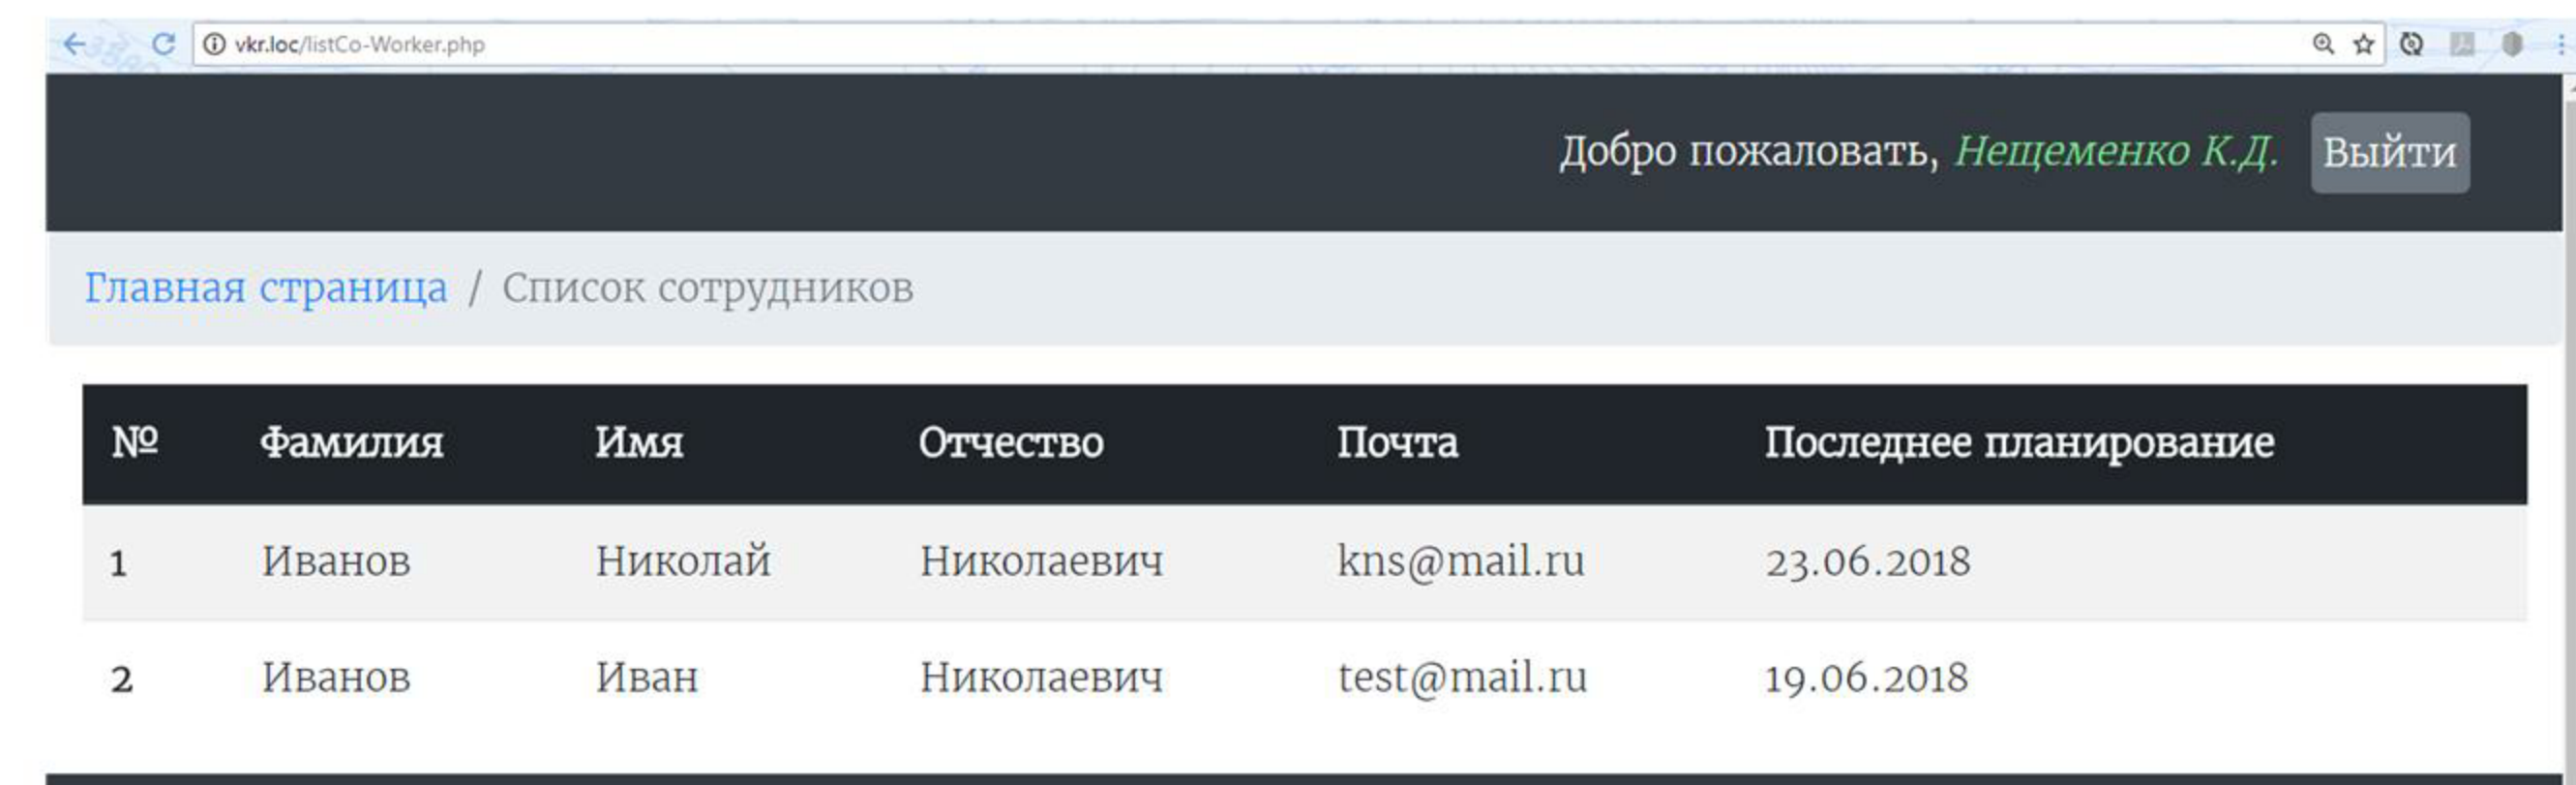 vkr.loc/listCo-Worker.php
Добро пожаловать, Нещеменко К.Д. Выйти
Главная страница / Список сотрудников
№ Фамилия Имя Отчество Почта Последнее планирование
1 Иванов Николай Николаевич kns@mail.ru 23.06.2018
2 Иванов Иван Николаевич test@mail.ru 19.06.2018